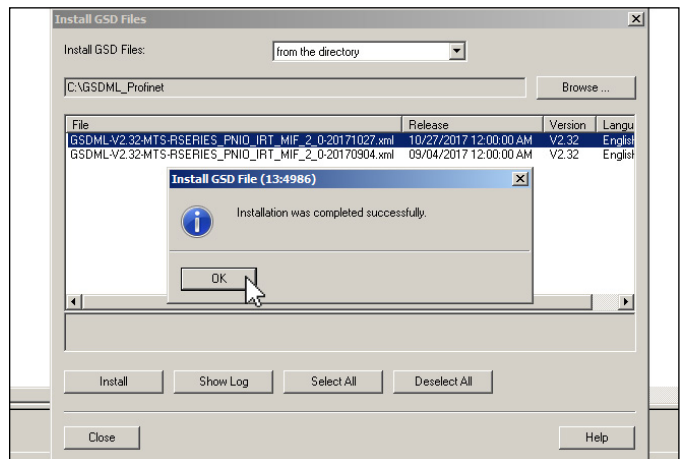 Install GSD Files
Install GSD Files:
from the directory
C:\GSDML_Profinet
Browse ...
File Release Version Langu
GSDML-V2.32-MTS-RSERIES_PNIO_IRT_MIF_2_0-20171027.xml 10/27/2017 12:00:00 AM V2.32 English
GSDML-V2.32-MTS-RSERIES_PNIO_IRT_MIF_2_0-20170904.xml 09/04/2017 12:00:00 AM V2.32 English
Install GSD File (13:4986)
Installation was completed successfully.
OK
Install Show Log Select All Deselect All
Close Help